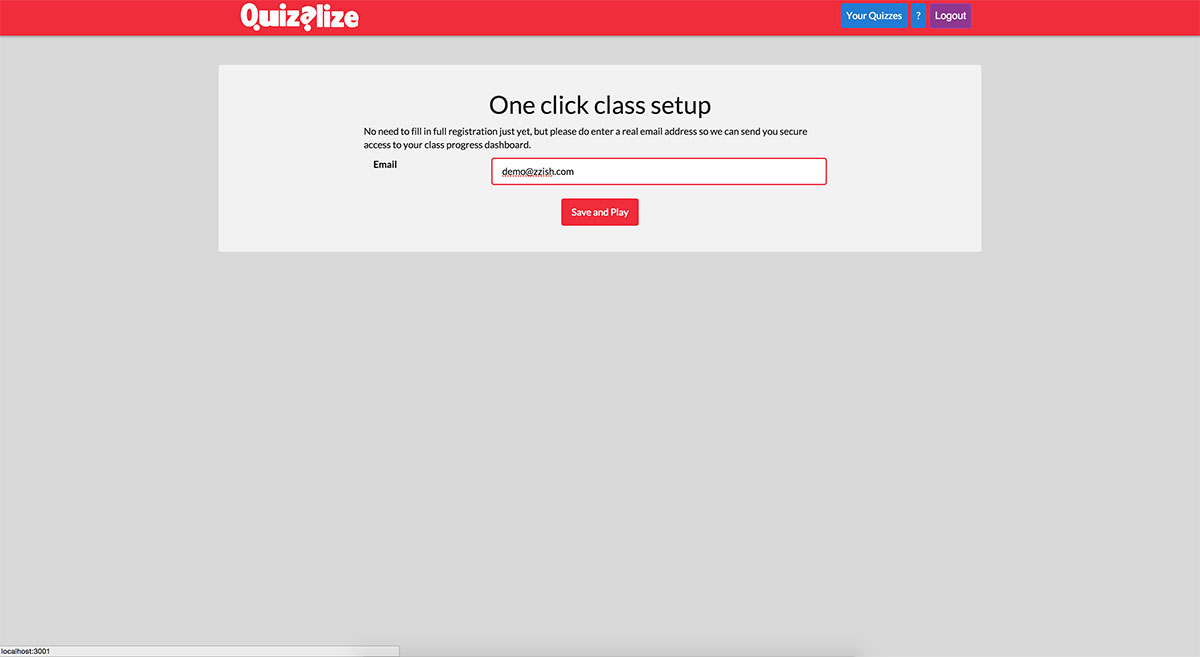 Quizalize
Your Quizzes
?
Logout
One click class setup
No need to fill in full registration just yet, but please do enter a real email address so we can send you secure
access to your class progress dashboard.
Email
demo@zzish.com
Save and Play
localhost:3001